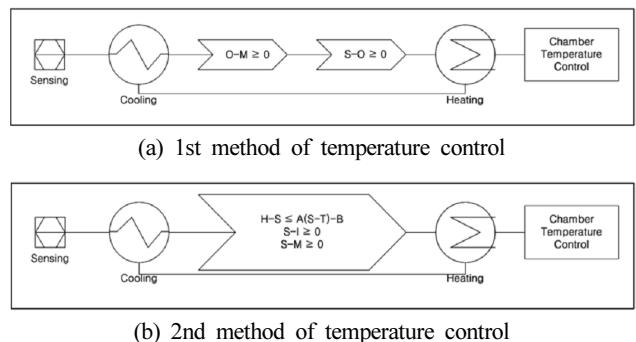 Sensing
Cooling
O-M ≥ 0
S-O ≥ 0
Heating
Chamber
Temperature
Control
(a) 1st method of temperature control
Sensing
Cooling
H-S ≤ A(S-T)-B
S-I ≥ 0
S-M ≥ 0
Heating
Chamber
Temperature
Control
(b) 2nd method of temperature control